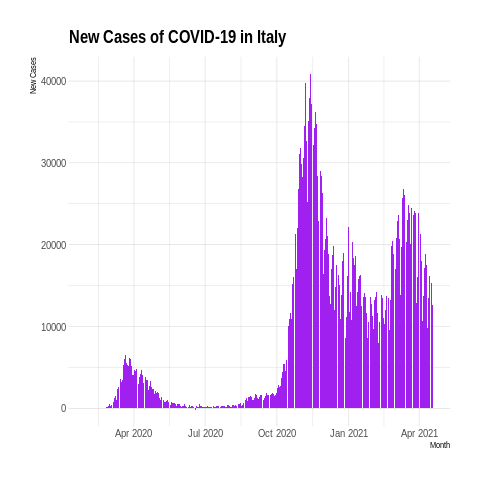 New Cases of COVID-19 in Italy
New Cases
40000
30000
20000
10000
0
Apr 2020 Jul 2020 Oct 2020 Jan 2021 Apr 2021
Month